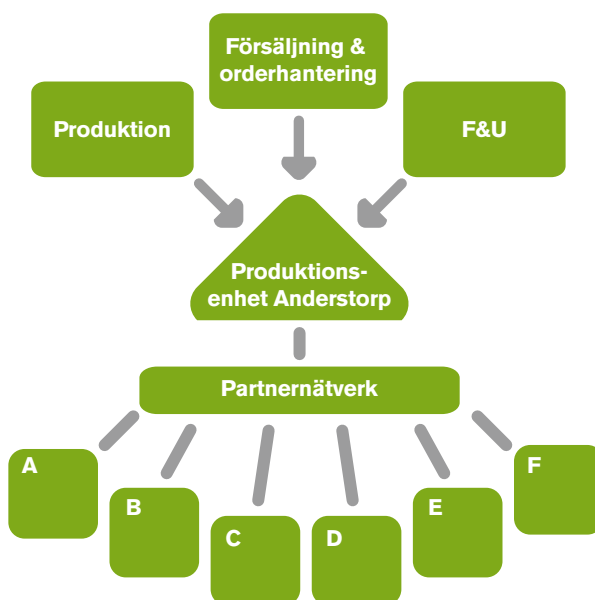 Försäljning &
orderhantering
Produktion
F&U
Produktions-
enhet Anderstorp
Partnernätverk
A
B
C
D
E
F